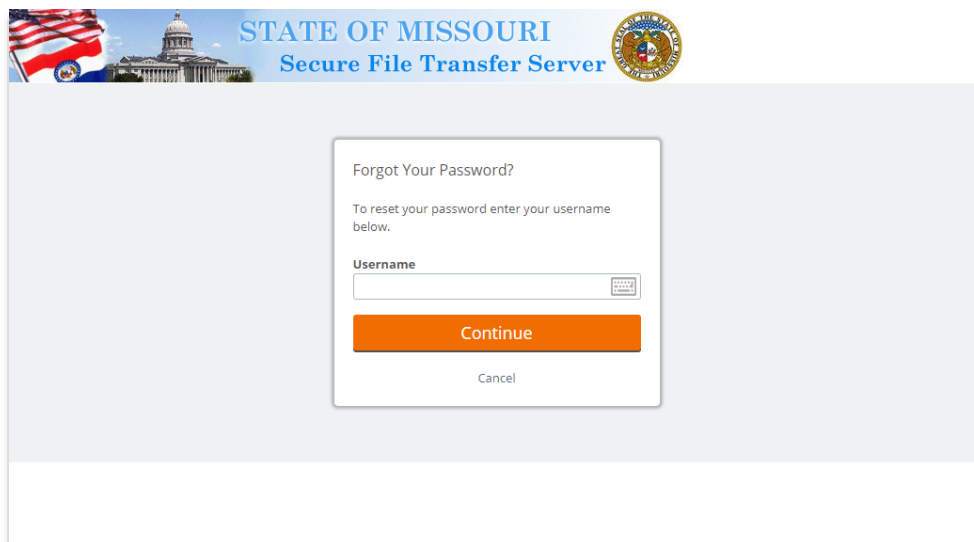 STATE OF MISSOURI
Secure File Transfer Server
Forgot Your Password?
To reset your password enter your username
below.
Username
Continue
Cancel